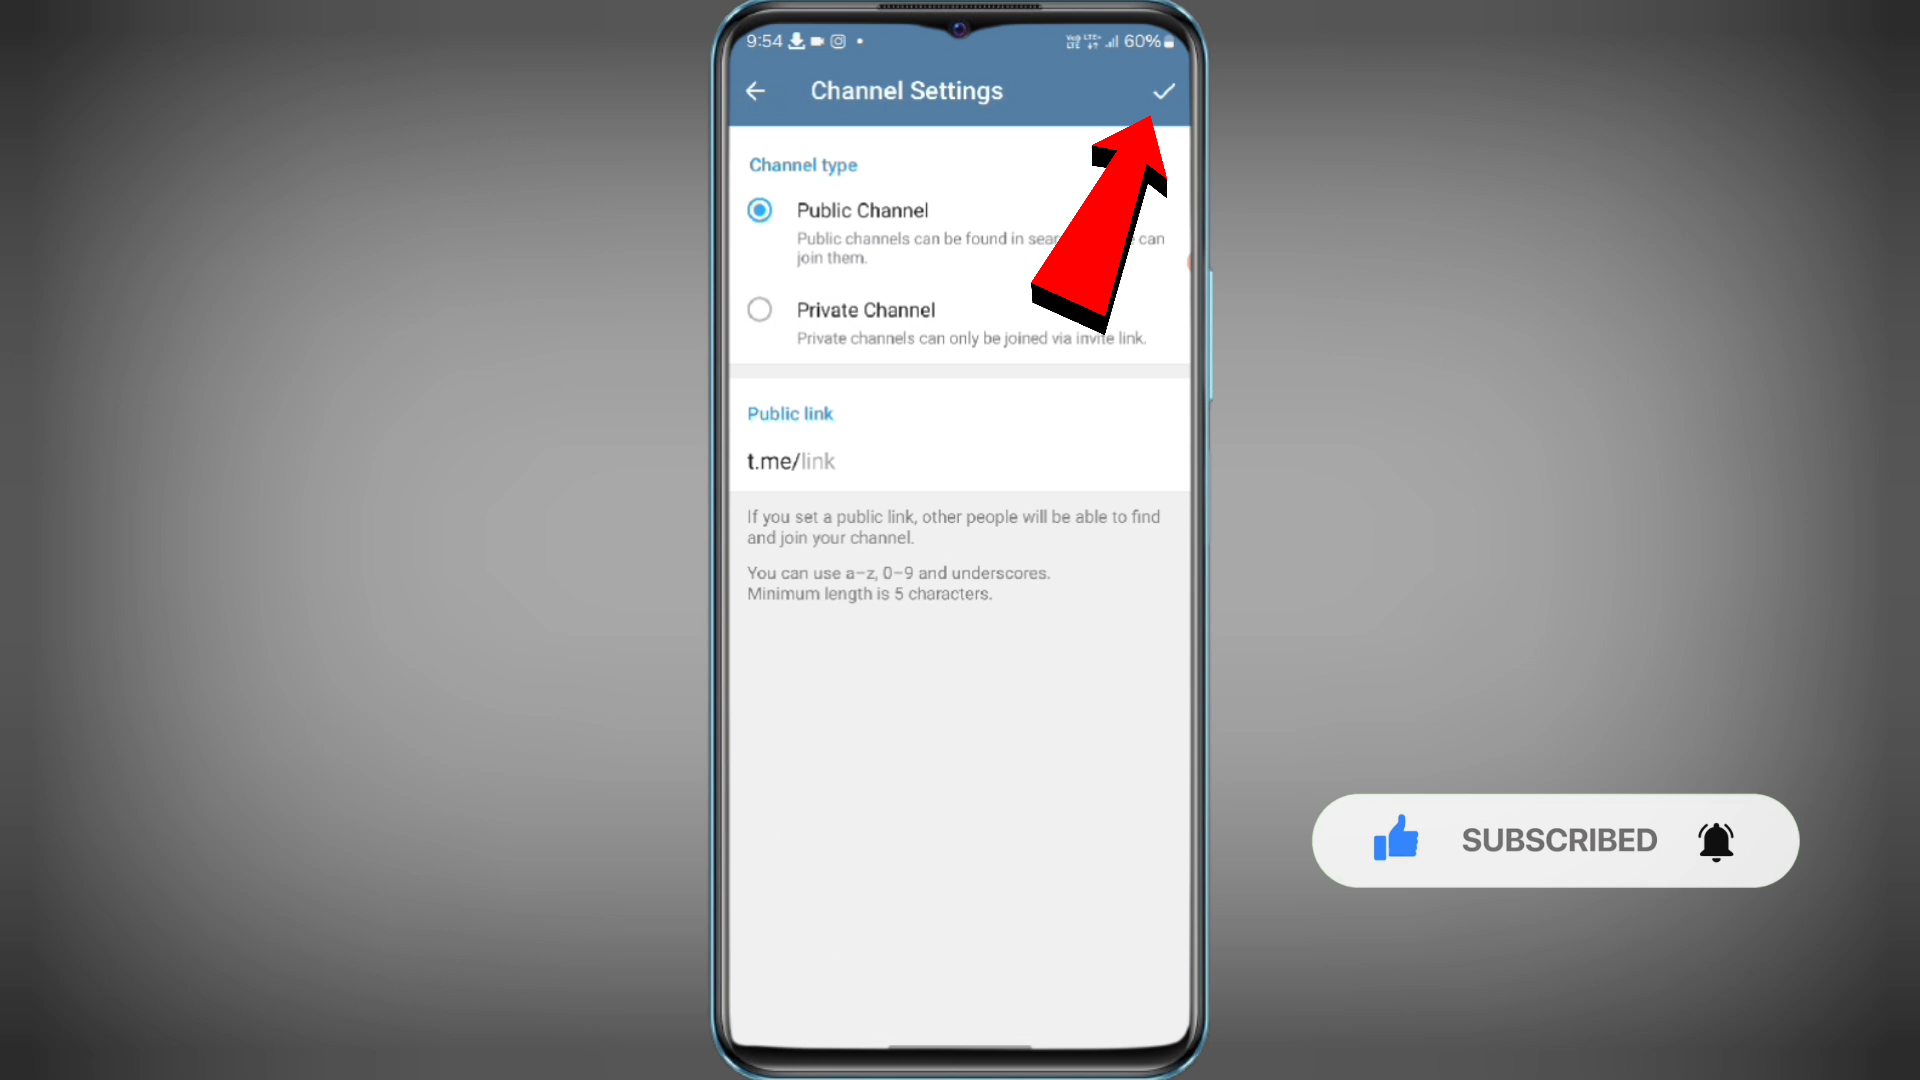 9:54
60%
Channel Settings
Channel type
Public Channel
Public channels can be found in can
join them.
Private Channel
Private channels can only be joined via invite link.
Public link
t.me/link
If you set a public link, other people will be able to find
and join your channel.
You can use a–z, 0–9 and underscores.
Minimum length is 5 characters.
SUBSCRIBED